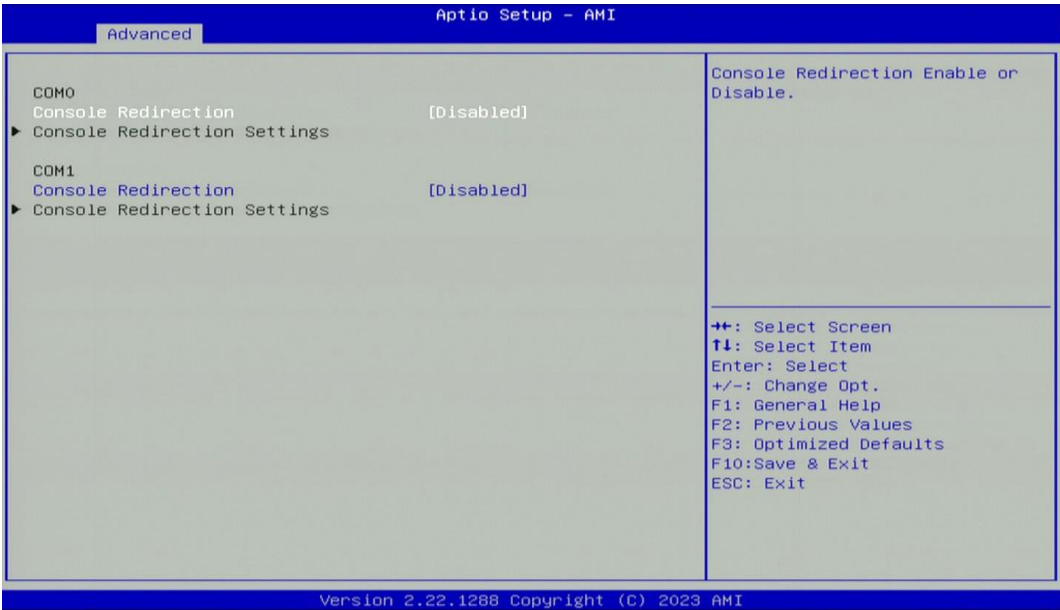 Aptio Setup – AMI
Advanced
COM0
Console Redirection [Disabled]
▶ Console Redirection Settings
COM1
Console Redirection [Disabled]
▶ Console Redirection Settings
Console Redirection Enable or
Disable.
→←: Select Screen
↑↓: Select Item
Enter: Select
+/-: Change Opt.
F1: General Help
F2: Previous Values
F3: Optimized Defaults
F10:Save & Exit
ESC: Exit
Version 2.22.1288 Copyright (C) 2023 AMI